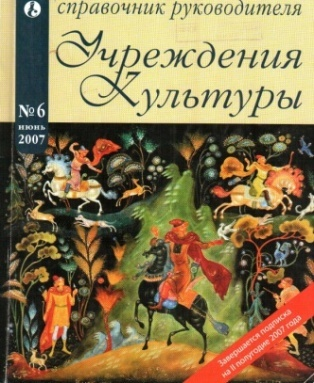 справочник руководителя
Учреждения
Культуры
№6
июнь
2007
Завершается подписка
на II полугодие 2007 года